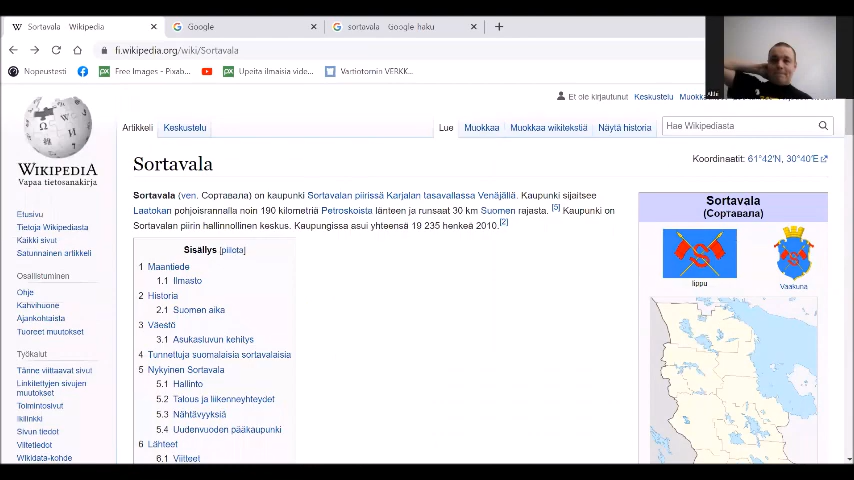 Sortavala Wikipedia
Google
sortavala Google-haku
fi.wikipedia.org/wiki/Sortavala
Nopeustesti
Free Images - Pixab...
Upeita ilmaisia video...
Vartiotornin VERKK...
Ahti
Et ole kirjautunut Keskustelu
Artikkeli Keskustelu
Lue Muokkaa Muokkaa wikitekstiä Näytä historia
Hae Wikipediasta
WIKIPEDIA
Vapaa tietosanakirja
Sortavala
Koordinaatit: 61°42′N, 30°40′E
Sortavala (ven. Сортавала) on kaupunki Sortavalan piirissä Karjalan tasavallassa Venäjällä. Kaupunki sijaitsee
Laatokan pohjoisrannalla noin 190 kilometriä Petroskoista länteen ja runsaat 30 km Suomen rajasta. [5] Kaupunki on
Sortavalan piirin hallinnollinen keskus. Kaupungissa asui yhteensä 19 235 henkeä 2010.[2]
Etusivu
Tietoja Wikipediasta
Kaikki sivut
Satunnainen artikkeli
Osallistuminen
Ohje
Kahvihuone
Ajankohtaista
Tuoreet muutokset
Työkalut
Tänne viittaavat sivut
Linkitettyjen sivujen
muutokset
Toimintosivut
Ikilinkki
Sivun tiedot
Viitetiedot
Wikidata-kohde
Sisällys [piilota]
1 Maantiede
1.1 Ilmasto
2 Historia
2.1 Suomen aika
3 Väestö
3.1 Asukasluvun kehitys
4 Tunnettuja suomalaisia sortavalaisia
5 Nykyinen Sortavala
5.1 Hallinto
5.2 Talous ja liikenneyhteydet
5.3 Nähtävyyksiä
5.4 Uudenvuoden pääkaupunki
6 Lähteet
6.1 Viitteet
Sortavala
(Сортавала)
lippu
Vaakuna